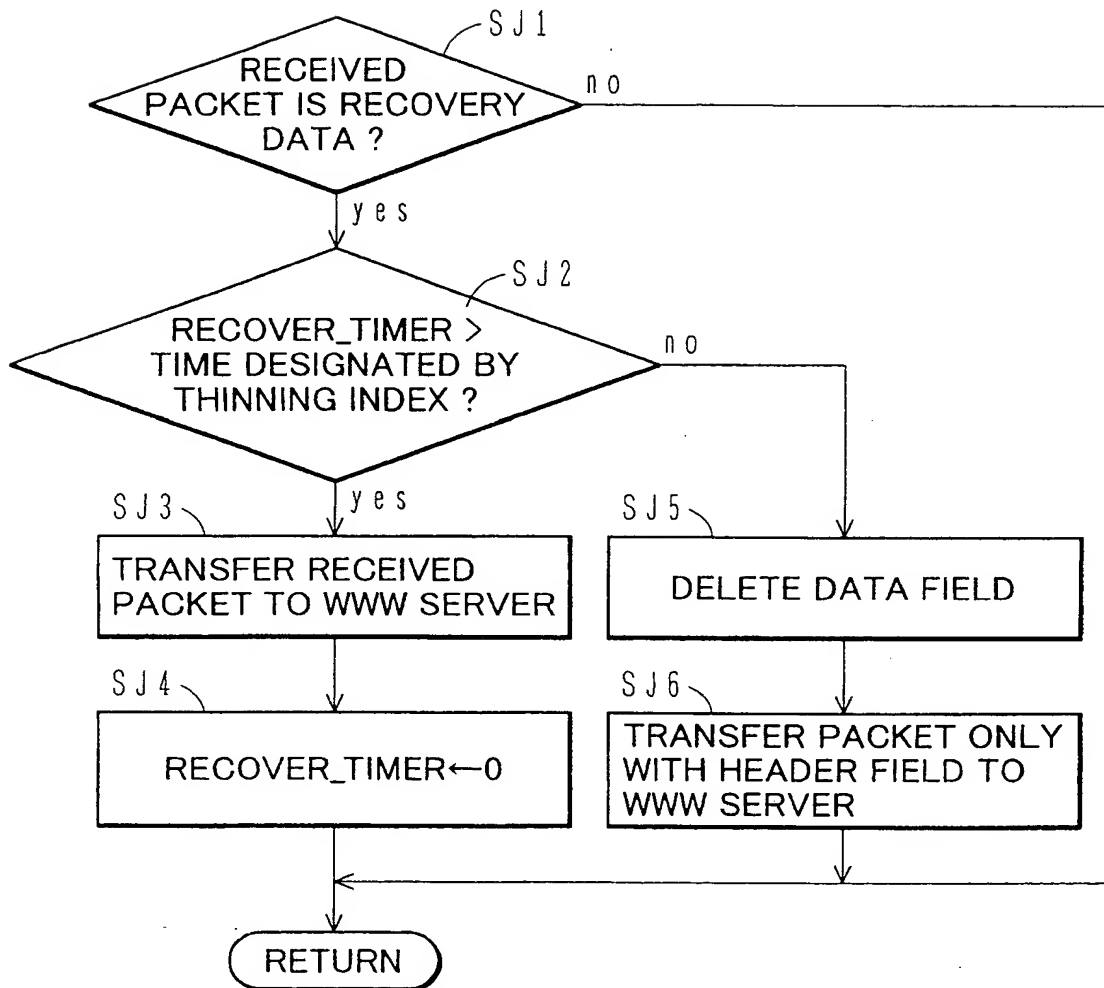 SJ1
RECEIVED
PACKET IS RECOVERY
DATA ?
no
yes
SJ2
RECOVER_TIMER >
TIME DESIGNATED BY
THINNING INDEX ?
no
yes
SJ3
TRANSFER RECEIVED
PACKET TO WWW SERVER
SJ5
DELETE DATA FIELD
SJ4
RECOVER_TIMER←0
SJ6
TRANSFER PACKET ONLY
WITH HEADER FIELD TO
WWW SERVER
RETURN